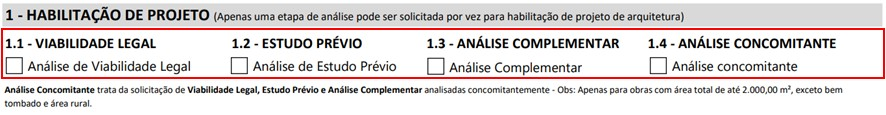 1 - HABILITAÇÃO DE PROJETO (Apenas uma etapa de análise pode ser solicitada por vez para habilitação de projeto de arquitetura)
1.1 - VIABILIDADE LEGAL 1.2 - ESTUDO PRÉVIO 1.3 - ANÁLISE COMPLEMENTAR 1.4 - ANÁLISE CONCOMITANTE
Análise de Viabilidade Legal Análise de Estudo Prévio Análise Complementar Análise concomitante
Análise Concomitante trata da solicitação de Viabilidade Legal, Estudo Prévio e Análise Complementar analisadas concomitantemente - Obs: Apenas para obras com área total de até 2.000,00 m², exceto bem
tombado e área rural.